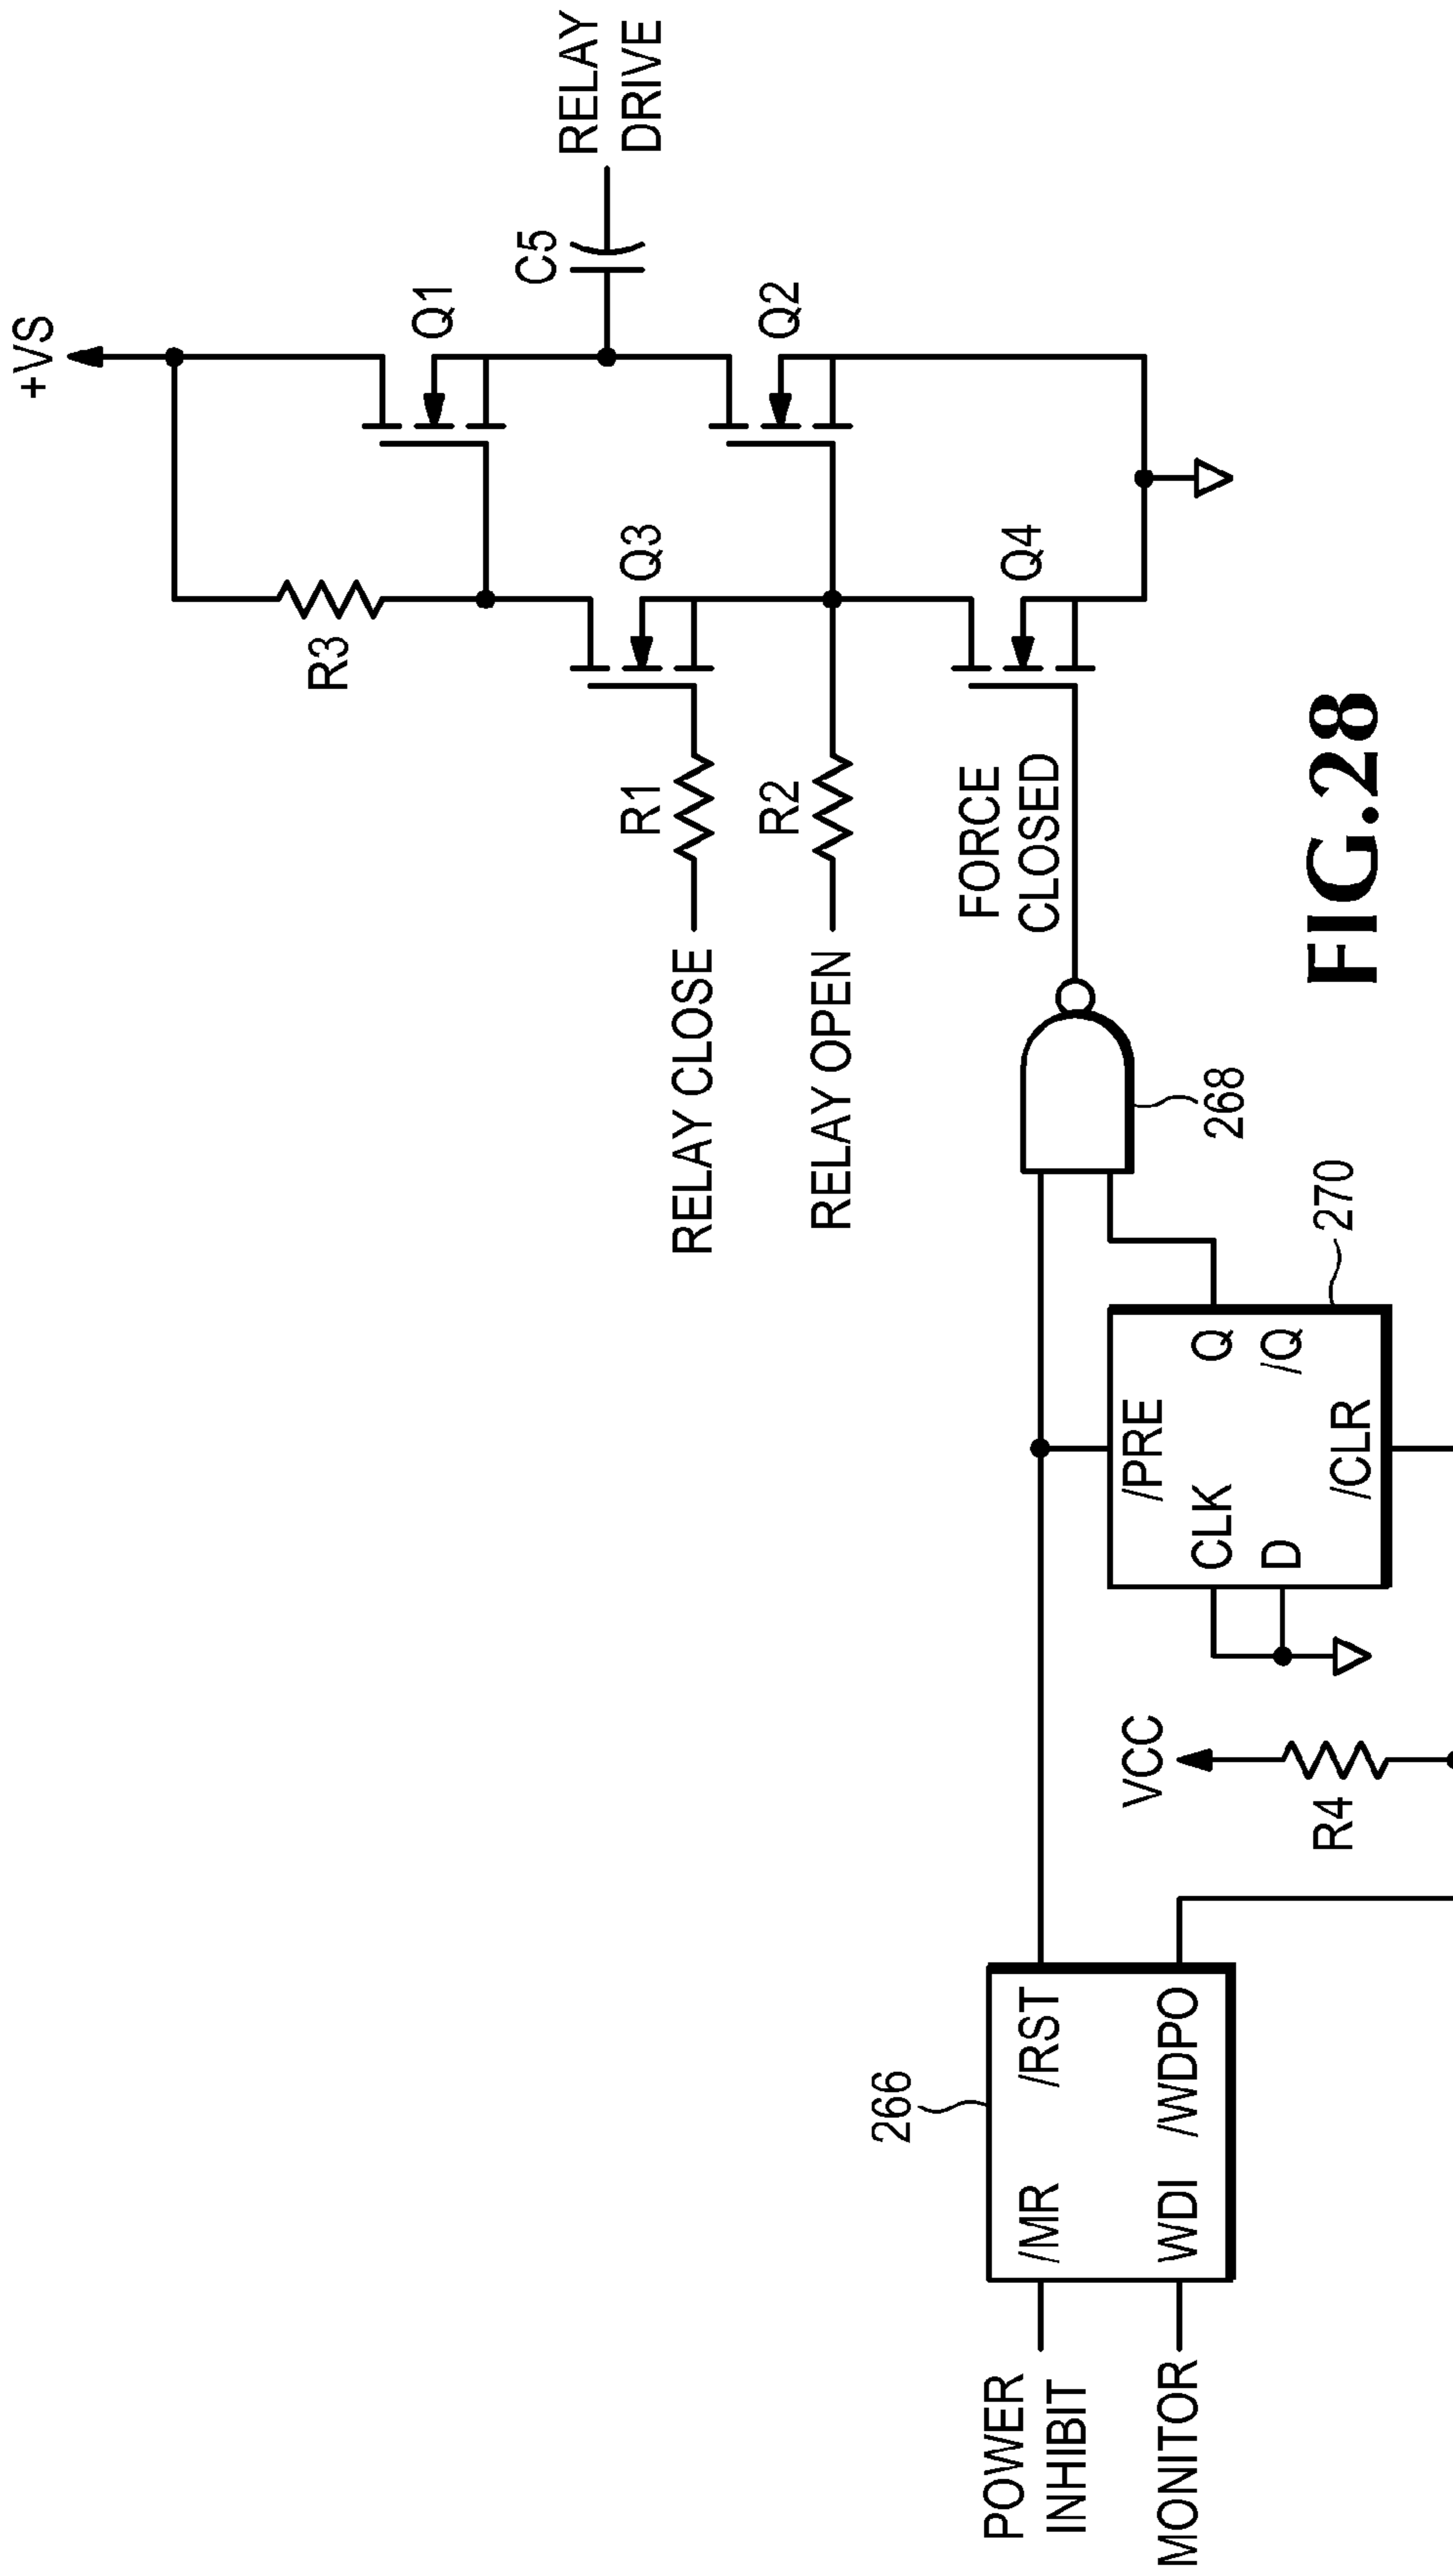 +VS
R3
Q1
C5
RELAY
DRIVE
Q3
Q2
RELAY CLOSE
R1
RELAY OPEN
R2
Q4
FORCE
CLOSED
266
268
POWER
INHIBIT
/MR
/RST
MONITOR
WDI
/WDPO
VCC
R4
/PRE
CLK
Q
D
/Q
/CLR
270
FIG.28